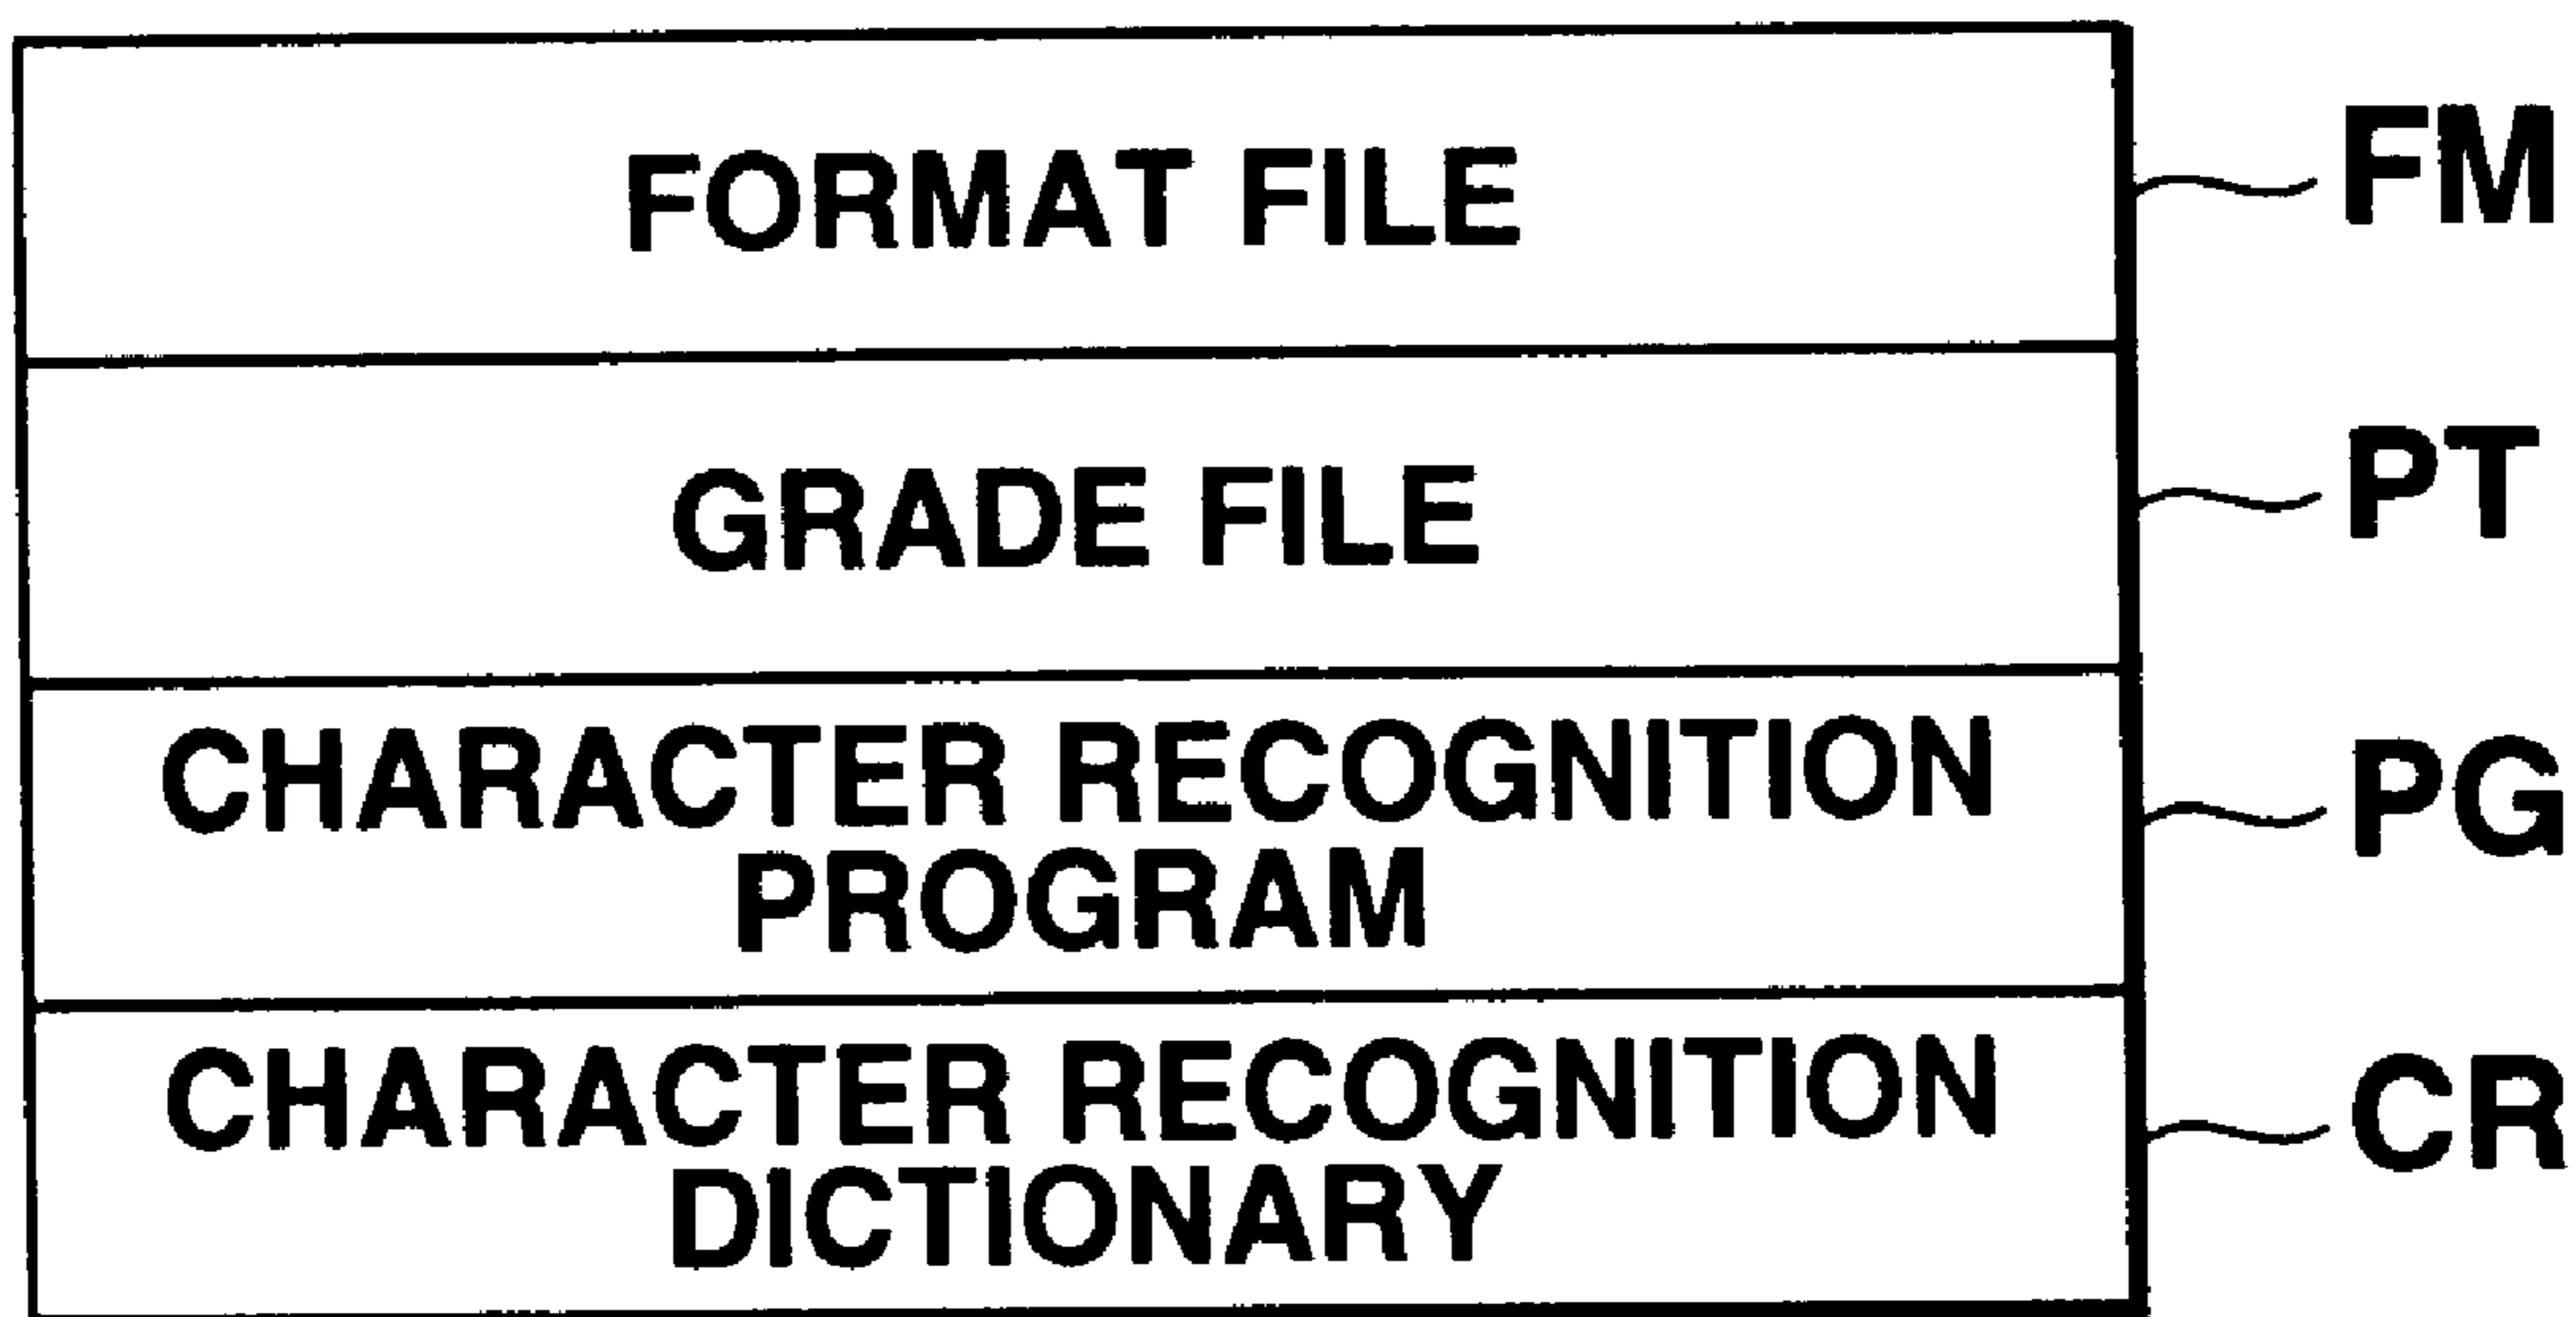 FORMAT FILE
FM
GRADE FILE
PT
CHARACTER RECOGNITION
PROGRAM
PG
CHARACTER RECOGNITION
DICTIONARY
CR